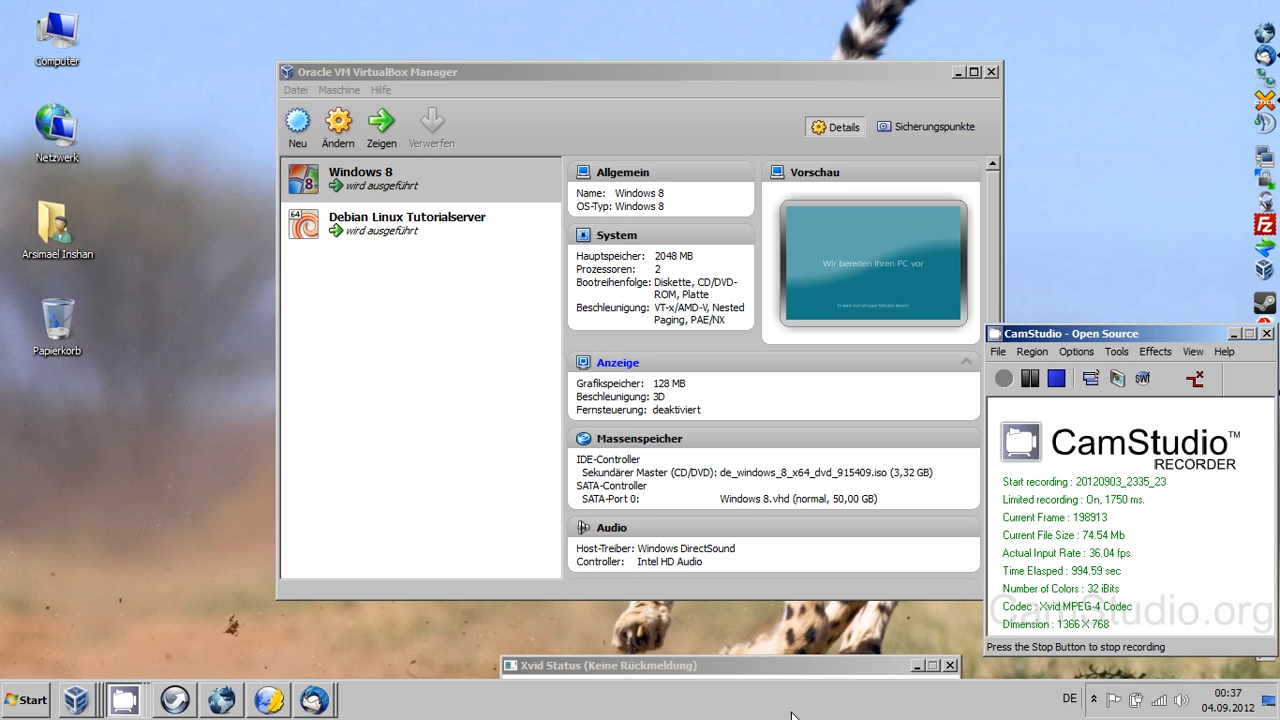 Computer
Netzwerk
Arsimael Inshan
Papierkorb
Oracle VM VirtualBox Manager
Datei Maschine Hilfe
Neu Ändern Zeigen Verwerfen
Details Sicherungspunkte
Windows 8
wird ausgeführt
64
Debian Linux Tutorialserver
wird ausgeführt
Allgemein
Name: Windows 8
OS-Typ: Windows 8
System
Hauptspeicher: 2048 MB
Prozessoren: 2
Bootreihenfolge: Diskette, CD/DVD-
ROM, Platte
Beschleunigung: VT-x/AMD-V, Nested
Paging, PAE/NX
Vorschau
Wir bereiten Ihren PC vor
Anzeige
Grafikspeicher: 128 MB
Beschleunigung: 3D
Fernsteuerung: deaktiviert
Massenspeicher
IDE-Controller
Sekundärer Master (CD/DVD): de_windows_8_x64_dvd_915409.iso (3,32 GB)
SATA-Controller
SATA-Port 0: Windows 8.vhd (normal, 50,00 GB)
Audio
Host-Treiber: Windows DirectSound
Controller: Intel HD Audio
CamStudio - Open Source
File Region Options Tools Effects View Help
SWF
CamStudio™
RECORDER
Start recording : 20120903_2335_23
Limited recording : On, 1750 ms.
Current Frame : 198913
Current File Size : 74.54 Mb
Actual Input Rate : 36.04 fps
Time Elasped : 994.59 sec
Number of Colors : 32 iBits
Codec : Xvid MPEG-4 Codec
Dimension : 1366 X 768
CamStudio.org
Press the Stop Button to stop recording
Xvid Status (Keine Rückmeldung)
Fz
Start
DE
00:37
04.09.2012